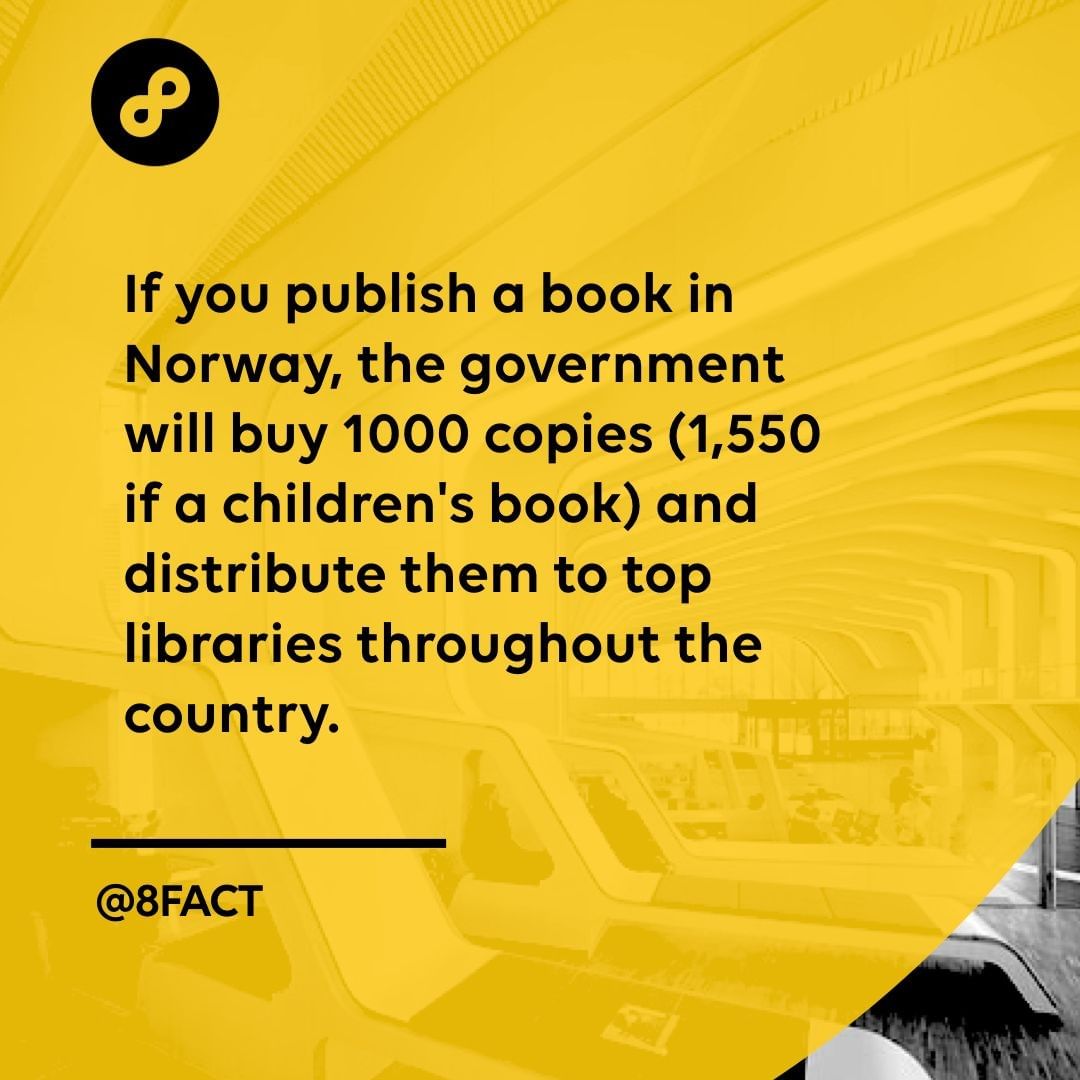 If you publish a book in
Norway, the government
will buy 1000 copies (1,550
if a children's book) and
distribute them to top
libraries throughout the
country.
@8FACT